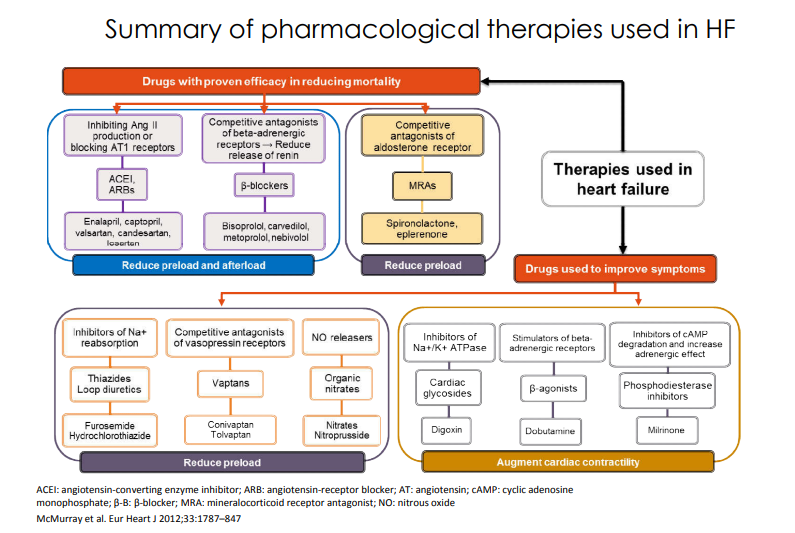 Summary of pharmacological therapies used in HF
Drugs with proven efficacy in reducing mortality
Inhibiting Ang II
production or
blocking AT1 receptors
ACEI,
ARBs
Enalapril, captopril,
valsartan, candesartan,
losartan
Competitive antagonists
of beta-adrenergic
receptors → Reduce
release of renin
β-blockers
Bisoprolol, carvedilol,
metoprolol, nebivolol
Reduce preload and afterload
Competitive
antagonists of
aldosterone receptor
MRAs
Spironolactone,
eplerenone
Reduce preload
Therapies used in
heart failure
Drugs used to improve symptoms
Inhibitors of Na+
reabsorption
Thiazides
Loop diuretics
Furosemide
Hydrochlorothiazide
Competitive antagonists
of vasopressin receptors
Vaptans
Conivaptan
Tolvaptan
NO releasers
Organic
nitrates
Nitrates
Nitroprusside
Reduce preload
Inhibitors of
Na+/K+ ATPase
Cardiac
glycosides
Digoxin
Stimulators of beta-
adrenergic receptors
β-agonists
Dobutamine
Inhibitors of cAMP
degradation and increase
adrenergic effect
Phosphodiesterase
inhibitors
Milrinone
Augment cardiac contractility
ACEI: angiotensin-converting enzyme inhibitor; ARB: angiotensin-receptor blocker; AT: angiotensin; cAMP: cyclic adenosine
monophosphate; β-B: β-blocker; MRA: mineralocorticoid receptor antagonist; NO: nitrous oxide
McMurray et al. Eur Heart J 2012;33:1787–847